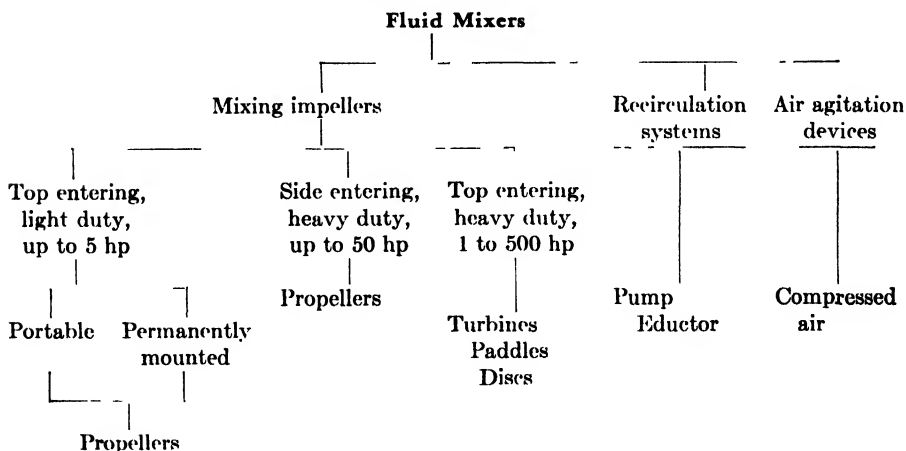 Fluid Mixers
Mixing impellers
Recirculation
systems
Air agitation
devices
Top entering,
light duty,
up to 5 hp
Side entering,
heavy duty,
up to 50 hp
Top entering,
heavy duty,
1 to 500 hp
Portable
Permanently
mounted
Propellers
Propellers
Turbines
Paddles
Discs
Pump
Eductor
Compressed
air